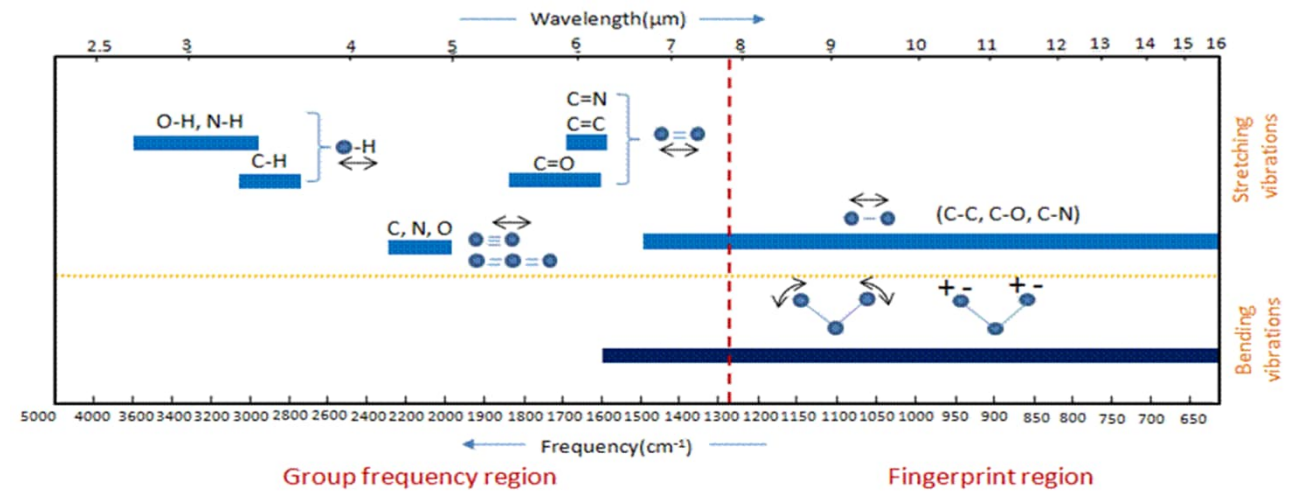 Wavelength(μm)
2.5 3 4 5 6 7 8 9 10 11 12 13 14 15 16
C=N
O-H, N-H
C=C
-H
C-H
C=O
(C-C, C-O, C-N)
C, N, O
Stretching
vibrations
+ - + -
Bending
vibrations
5000 4000 3600 3400 3200 3000 2800 2600 2400 2200 2000 1900 1800 1700 1600 1500 1400 1300 1200 1150 1100 1050 1000 950 900 850 800 750 700 650
Frequency(cm⁻¹)
Group frequency region Fingerprint region